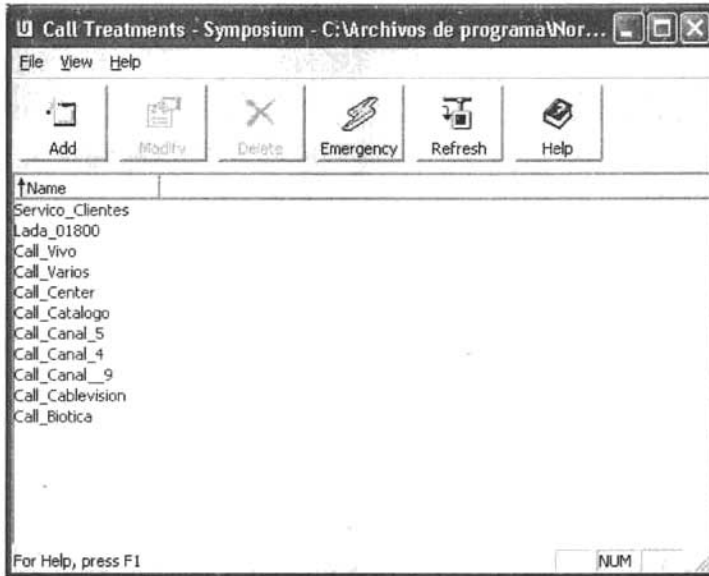 Call Treatments - Symposium - C:\Archivos de programa\Nor...
File View Help
Add Modify Delete Emergency Refresh Help
Name
Servico_Clientes
Lada_01800
Call_Vivo
Call_Varios
Call_Center
Call_Catalogo
Call_Canal_5
Call_Canal_4
Call_Canal__9
Call_Cablevision
Call_Biotica
For Help, press F1 NUM